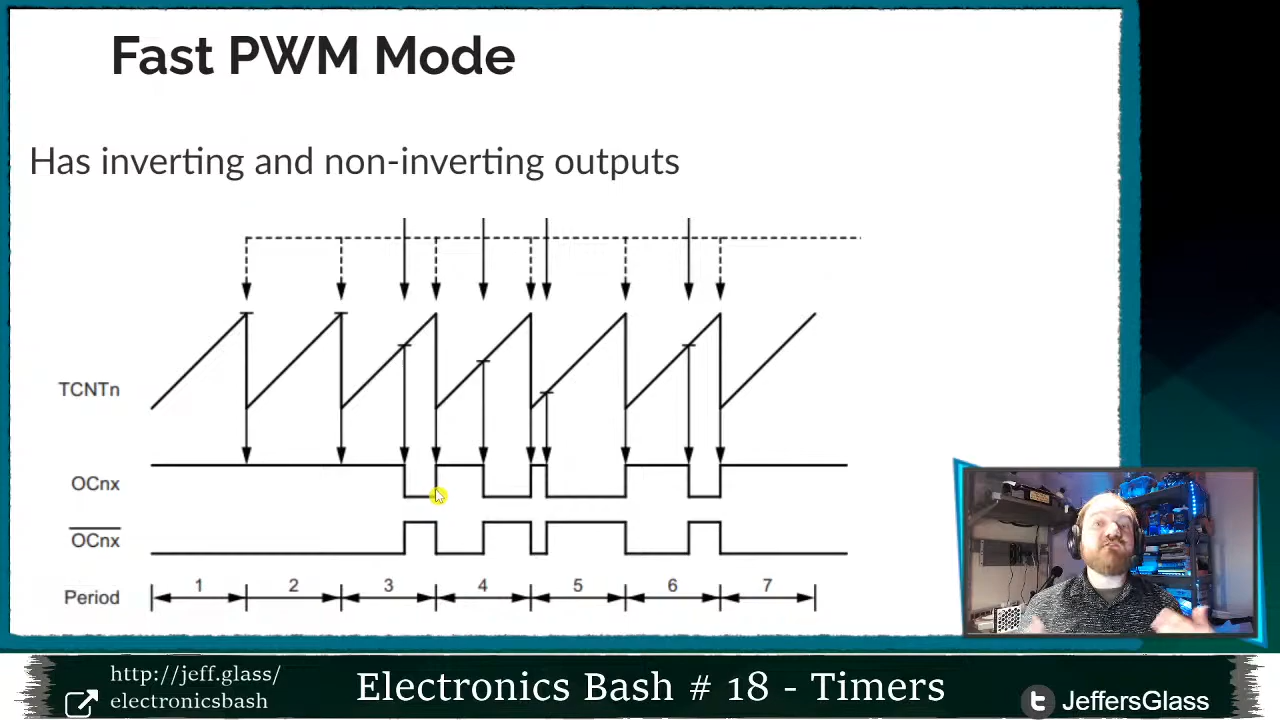 Fast PWM Mode
Has inverting and non-inverting outputs
TCNTn
OCnx
OCnx
Period 1 2 3 4 5 6 7
http://jeff.glass/
electronicsbash
Electronics Bash # 18 - Timers
JeffersGlass